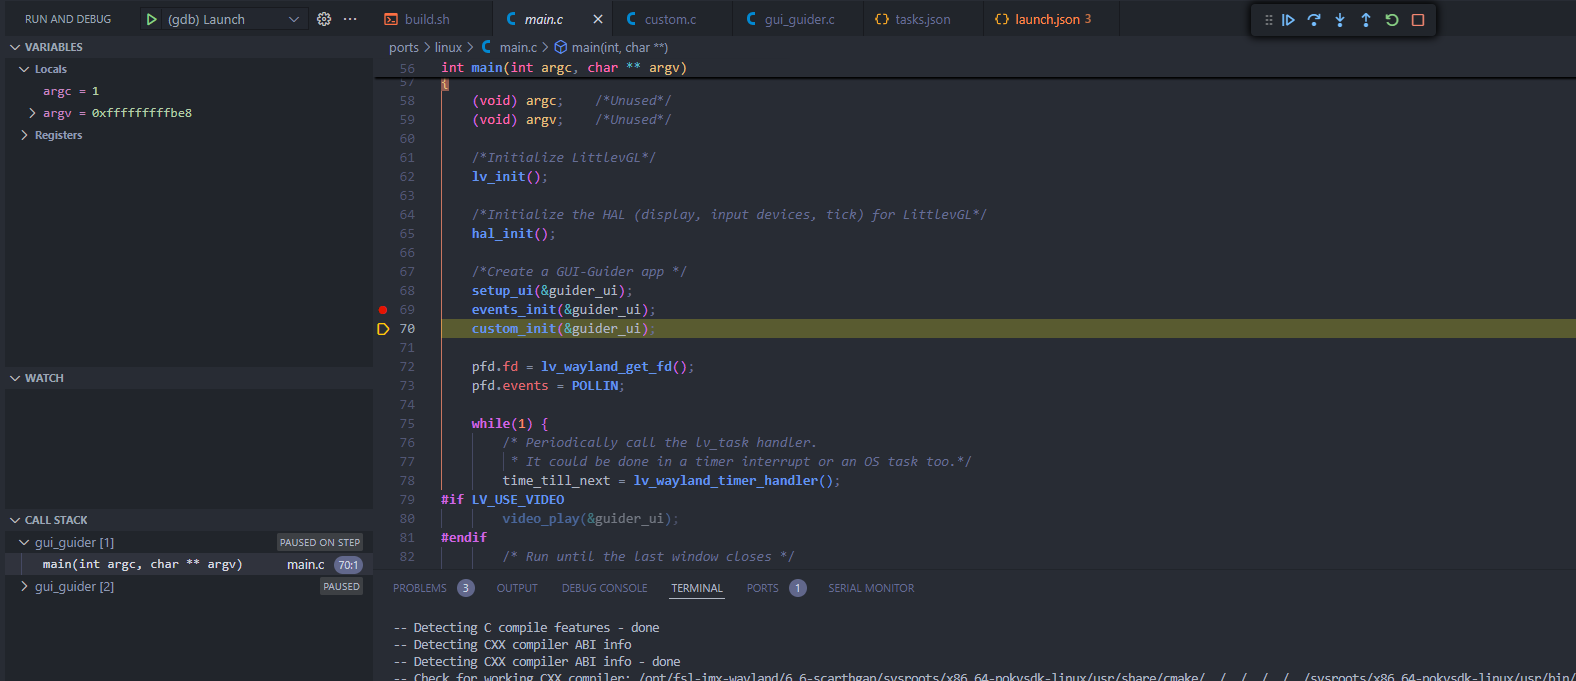 RUN AND DEBUG
(gdb) Launch
build.sh
main.c
custom.c
gui_guider.c
{} tasks.json
{} launch.json 3
VARIABLES
Locals
argc = 1
argv = 0xfffffffffbe8
Registers
WATCH
CALL STACK
gui_guider [1] PAUSED ON STEP
main(int argc, char ** argv) main.c 70:1
gui_guider [2] PAUSED
ports > linux > C main.c > main(int, char **)
56 int main(int argc, char ** argv)
57 {
58 (void) argc; /*Unused*/
59 (void) argv; /*Unused*/
60
61 /*Initialize LittlevGL*/
62 lv_init();
63
64 /*Initialize the HAL (display, input devices, tick) for LittlevGL*/
65 hal_init();
66
67 /*Create a GUI-Guider app */
68 setup_ui(&guider_ui);
69 events_init(&guider_ui);
70 custom_init(&guider_ui);
71
72 pfd.fd = lv_wayland_get_fd();
73 pfd.events = POLLIN;
74
75 while(1) {
76 /* Periodically call the lv_task handler.
77 * It could be done in a timer interrupt or an OS task too.*/
78 time_till_next = lv_wayland_timer_handler();
79 #if LV_USE_VIDEO
80 video_play(&guider_ui);
81 #endif
82 /* Run until the last window closes */
PROBLEMS 3 OUTPUT DEBUG CONSOLE TERMINAL PORTS 1 SERIAL MONITOR
-- Detecting C compile features - done
-- Detecting CXX compiler ABI info
-- Detecting CXX compiler ABI info - done
-- Check for working CXX compiler: /opt/fsl-imx-wayland/6.6-scarthgap/sysroots/x86_64-pokysdk-linux/usr/share/cmake/../../../../../sysroots/x86_64-pokysdk-linux/usr/bin/